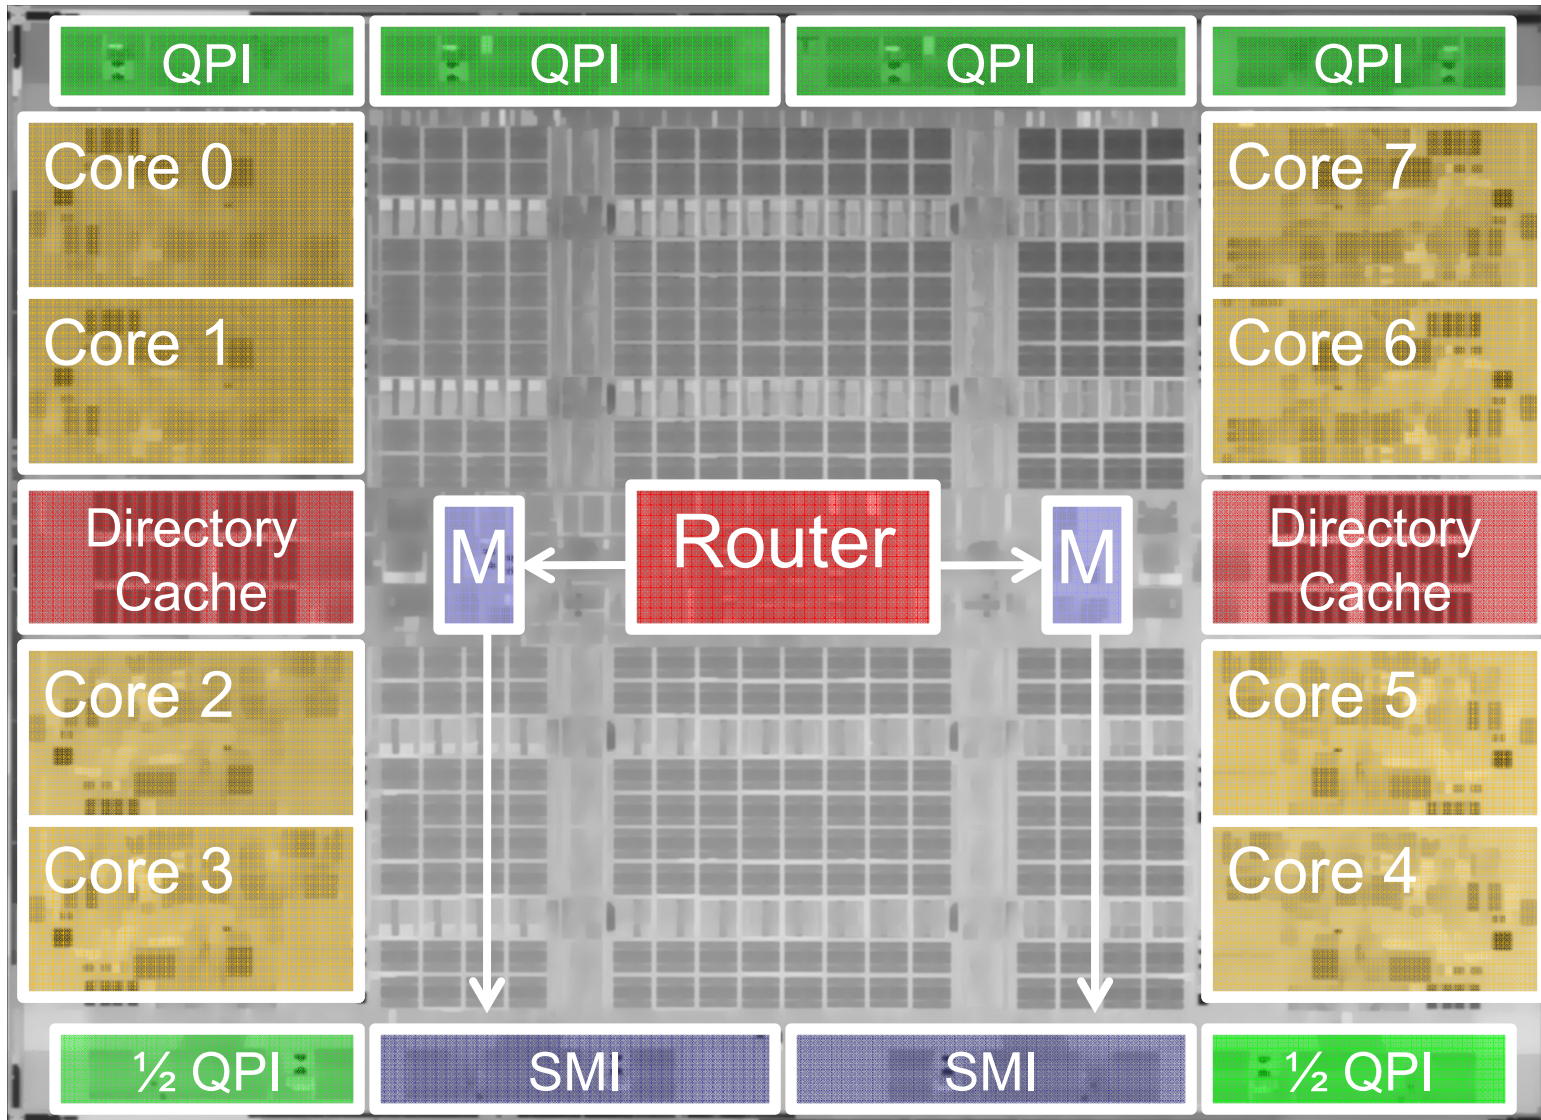 QPI
QPI
QPI
QPI
Core 0
Core 7
Core 1
Core 6
Directory
Cache
M
Router
M
Directory
Cache
Core 2
Core 5
Core 3
Core 4
½ QPI
SMI
SMI
½ QPI